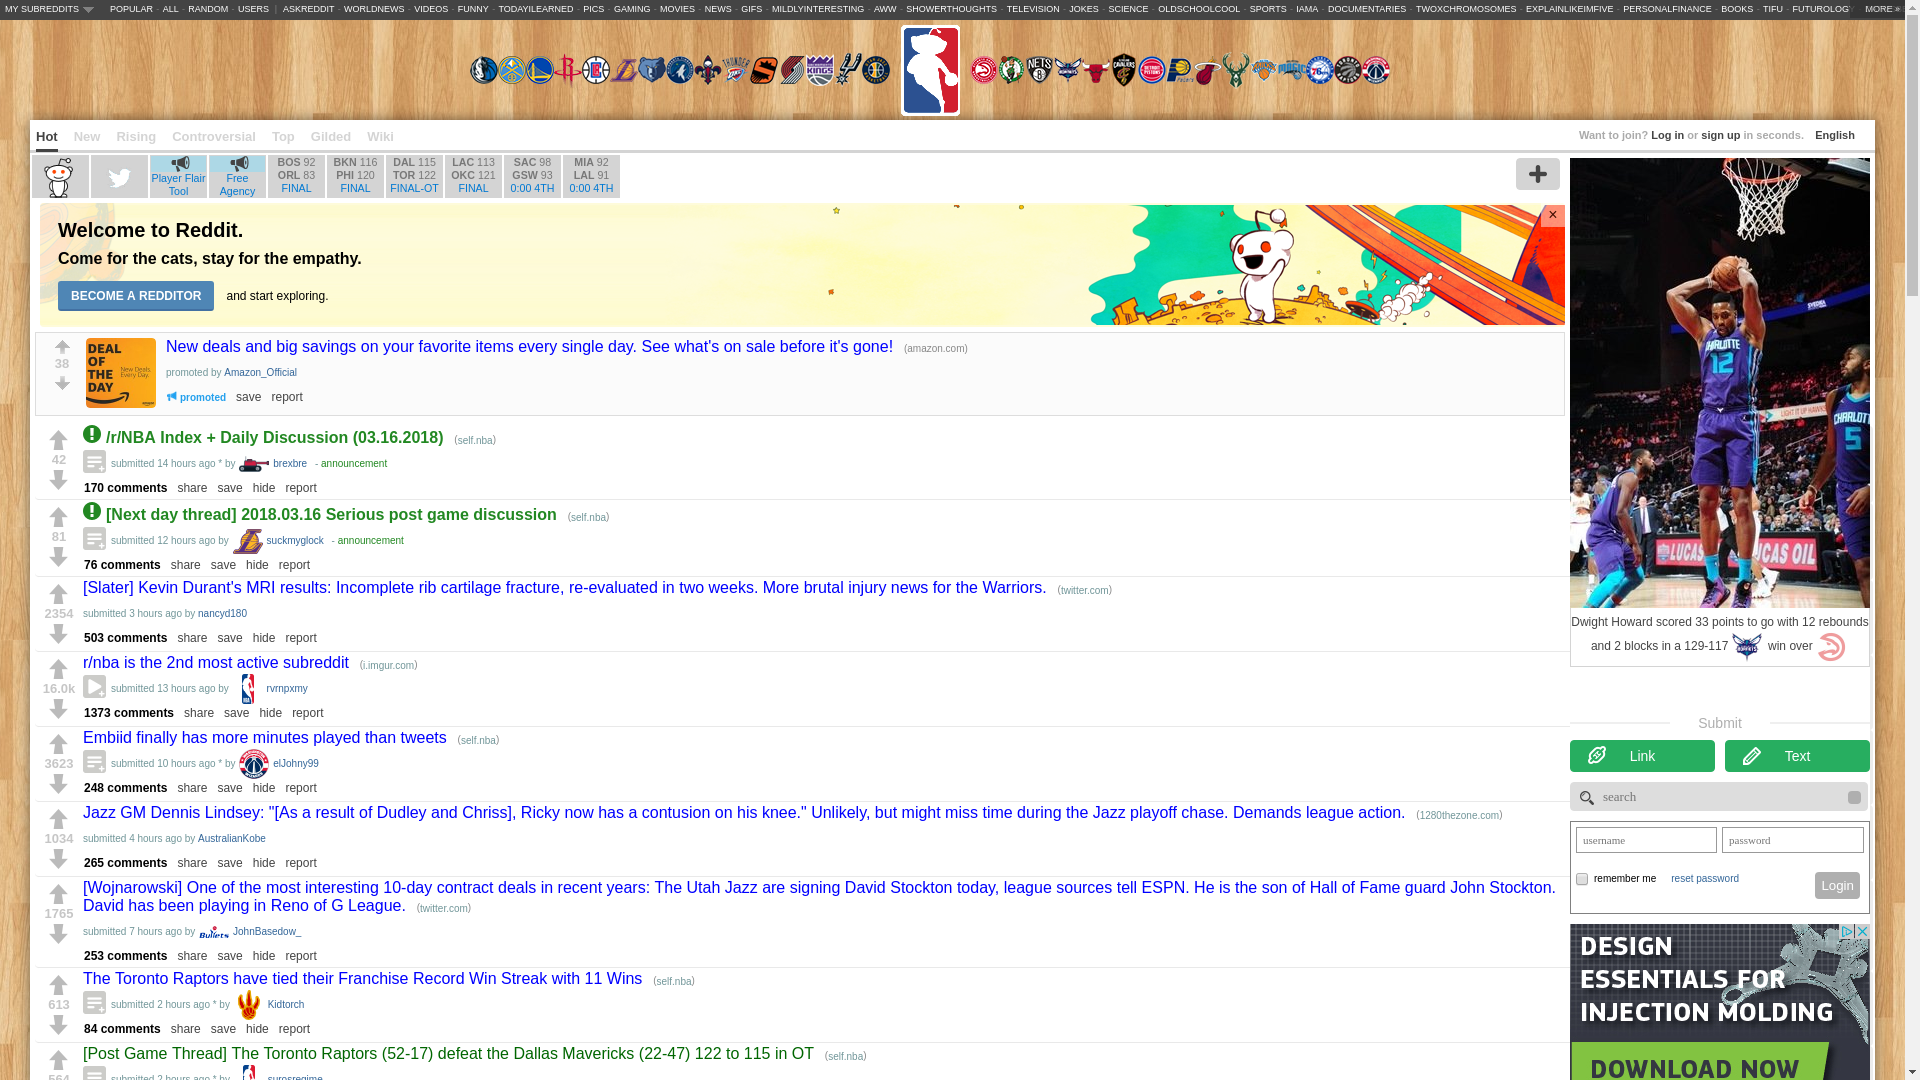 MY SUBREDDITS POPULAR - ALL - RANDOM - USERS | ASKREDDIT - WORLDNEWS - VIDEOS - FUNNY - TODAYILEARNED - PICS - GAMING - MOVIES - NEWS - GIFS - MILDLYINTERESTING - AWW - SHOWERTHOUGHTS - TELEVISION - JOKES - SCIENCE - OLDSCHOOLCOOL - SPORTS - IAMA - DOCUMENTARIES - TWOXCHROMOSOMES - EXPLAINLIKEIMFIVE - PERSONALFINANCE - BOOKS - TIFU - FUTUROLOGY MORE »
Hot New Rising Controversial Top Gilded Wiki
Want to join? Log in or sign up in seconds. English
Player Flair Tool
Free Agency
BOS 92
ORL 83
FINAL
BKN 116
PHI 120
FINAL
DAL 115
TOR 122
FINAL-OT
LAC 113
OKC 121
FINAL
SAC 98
GSW 93
0:00 4TH
MIA 92
LAL 91
0:00 4TH
Welcome to Reddit.
Come for the cats, stay for the empathy.
BECOME A REDDITOR and start exploring.
×
38
DEAL
OF
THE
DAY
New Deals.
Every Day.
New deals and big savings on your favorite items every single day. See what's on sale before it's gone! (amazon.com)
promoted by Amazon_Official
promoted save report
42
/r/NBA Index + Daily Discussion (03.16.2018) (self.nba)
submitted 14 hours ago * by brexbre - announcement
170 comments share save hide report
81
[Next day thread] 2018.03.16 Serious post game discussion (self.nba)
submitted 12 hours ago by suckmyglock - announcement
76 comments share save hide report
2354
[Slater] Kevin Durant's MRI results: Incomplete rib cartilage fracture, re-evaluated in two weeks. More brutal injury news for the Warriors. (twitter.com)
submitted 3 hours ago by nancyd180
503 comments share save hide report
16.0k
r/nba is the 2nd most active subreddit (i.imgur.com)
submitted 13 hours ago by rvrnpxmy
1373 comments share save hide report
3623
Embiid finally has more minutes played than tweets (self.nba)
submitted 10 hours ago * by elJohny99
248 comments share save hide report
1034
Jazz GM Dennis Lindsey: "[As a result of Dudley and Chriss], Ricky now has a contusion on his knee." Unlikely, but might miss time during the Jazz playoff chase. Demands league action. (1280thezone.com)
submitted 4 hours ago by AustralianKobe
265 comments share save hide report
1765
[Wojnarowski] One of the most interesting 10-day contract deals in recent years: The Utah Jazz are signing David Stockton today, league sources tell ESPN. He is the son of Hall of Fame guard John Stockton.
David has been playing in Reno of G League. (twitter.com)
submitted 7 hours ago by Bullets JohnBasedow_
253 comments share save hide report
613
The Toronto Raptors have tied their Franchise Record Win Streak with 11 Wins (self.nba)
submitted 2 hours ago * by Kidtorch
84 comments share save hide report
564
[Post Game Thread] The Toronto Raptors (52-17) defeat the Dallas Mavericks (22-47) 122 to 115 in OT (self.nba)
submitted 2 hours ago * by surosregime
CHARLOTTE
12
CHARLOTTE
5
LUCAS OIL
Dwight Howard scored 33 points to go with 12 rebounds
and 2 blocks in a 129-117 win over
Submit
Link Text
search
username password
remember me reset password Login
DESIGN
ESSENTIALS FOR
INJECTION MOLDING
DOWNLOAD NOW